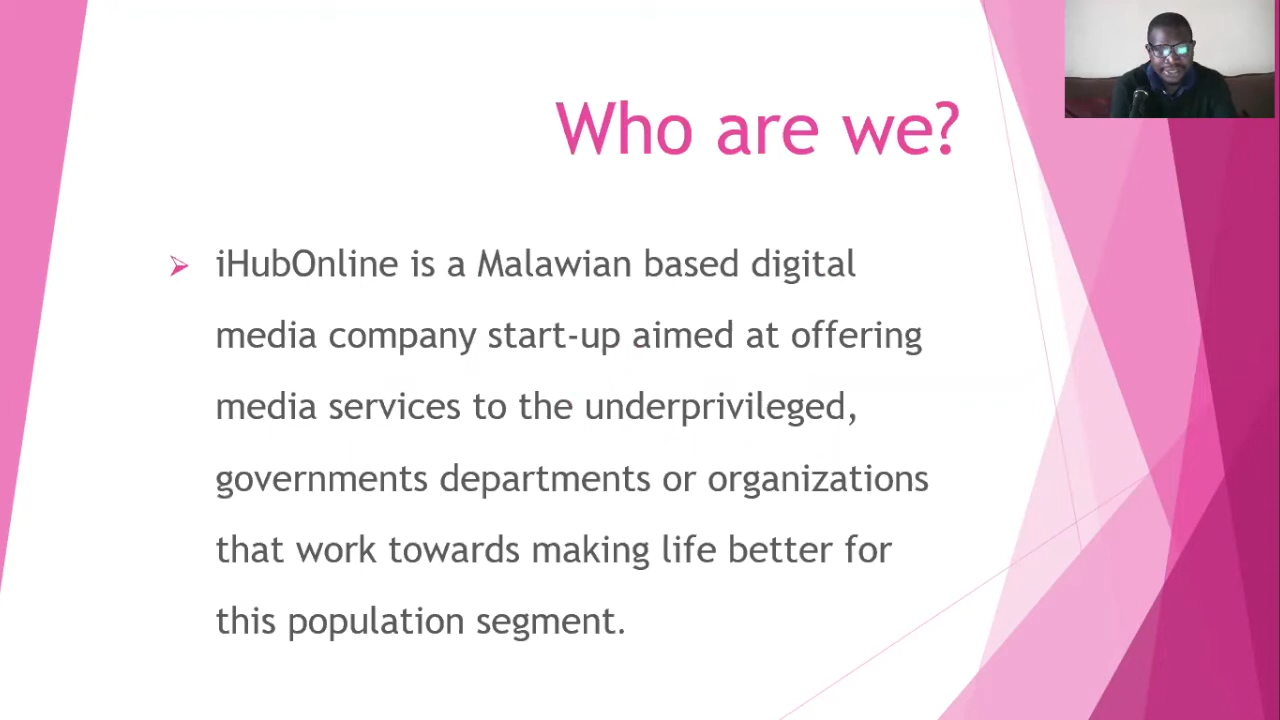 Who are we?
iHubOnline is a Malawian based digital
media company start-up aimed at offering
media services to the underprivileged,
governments departments or organizations
that work towards making life better for
this population segment.